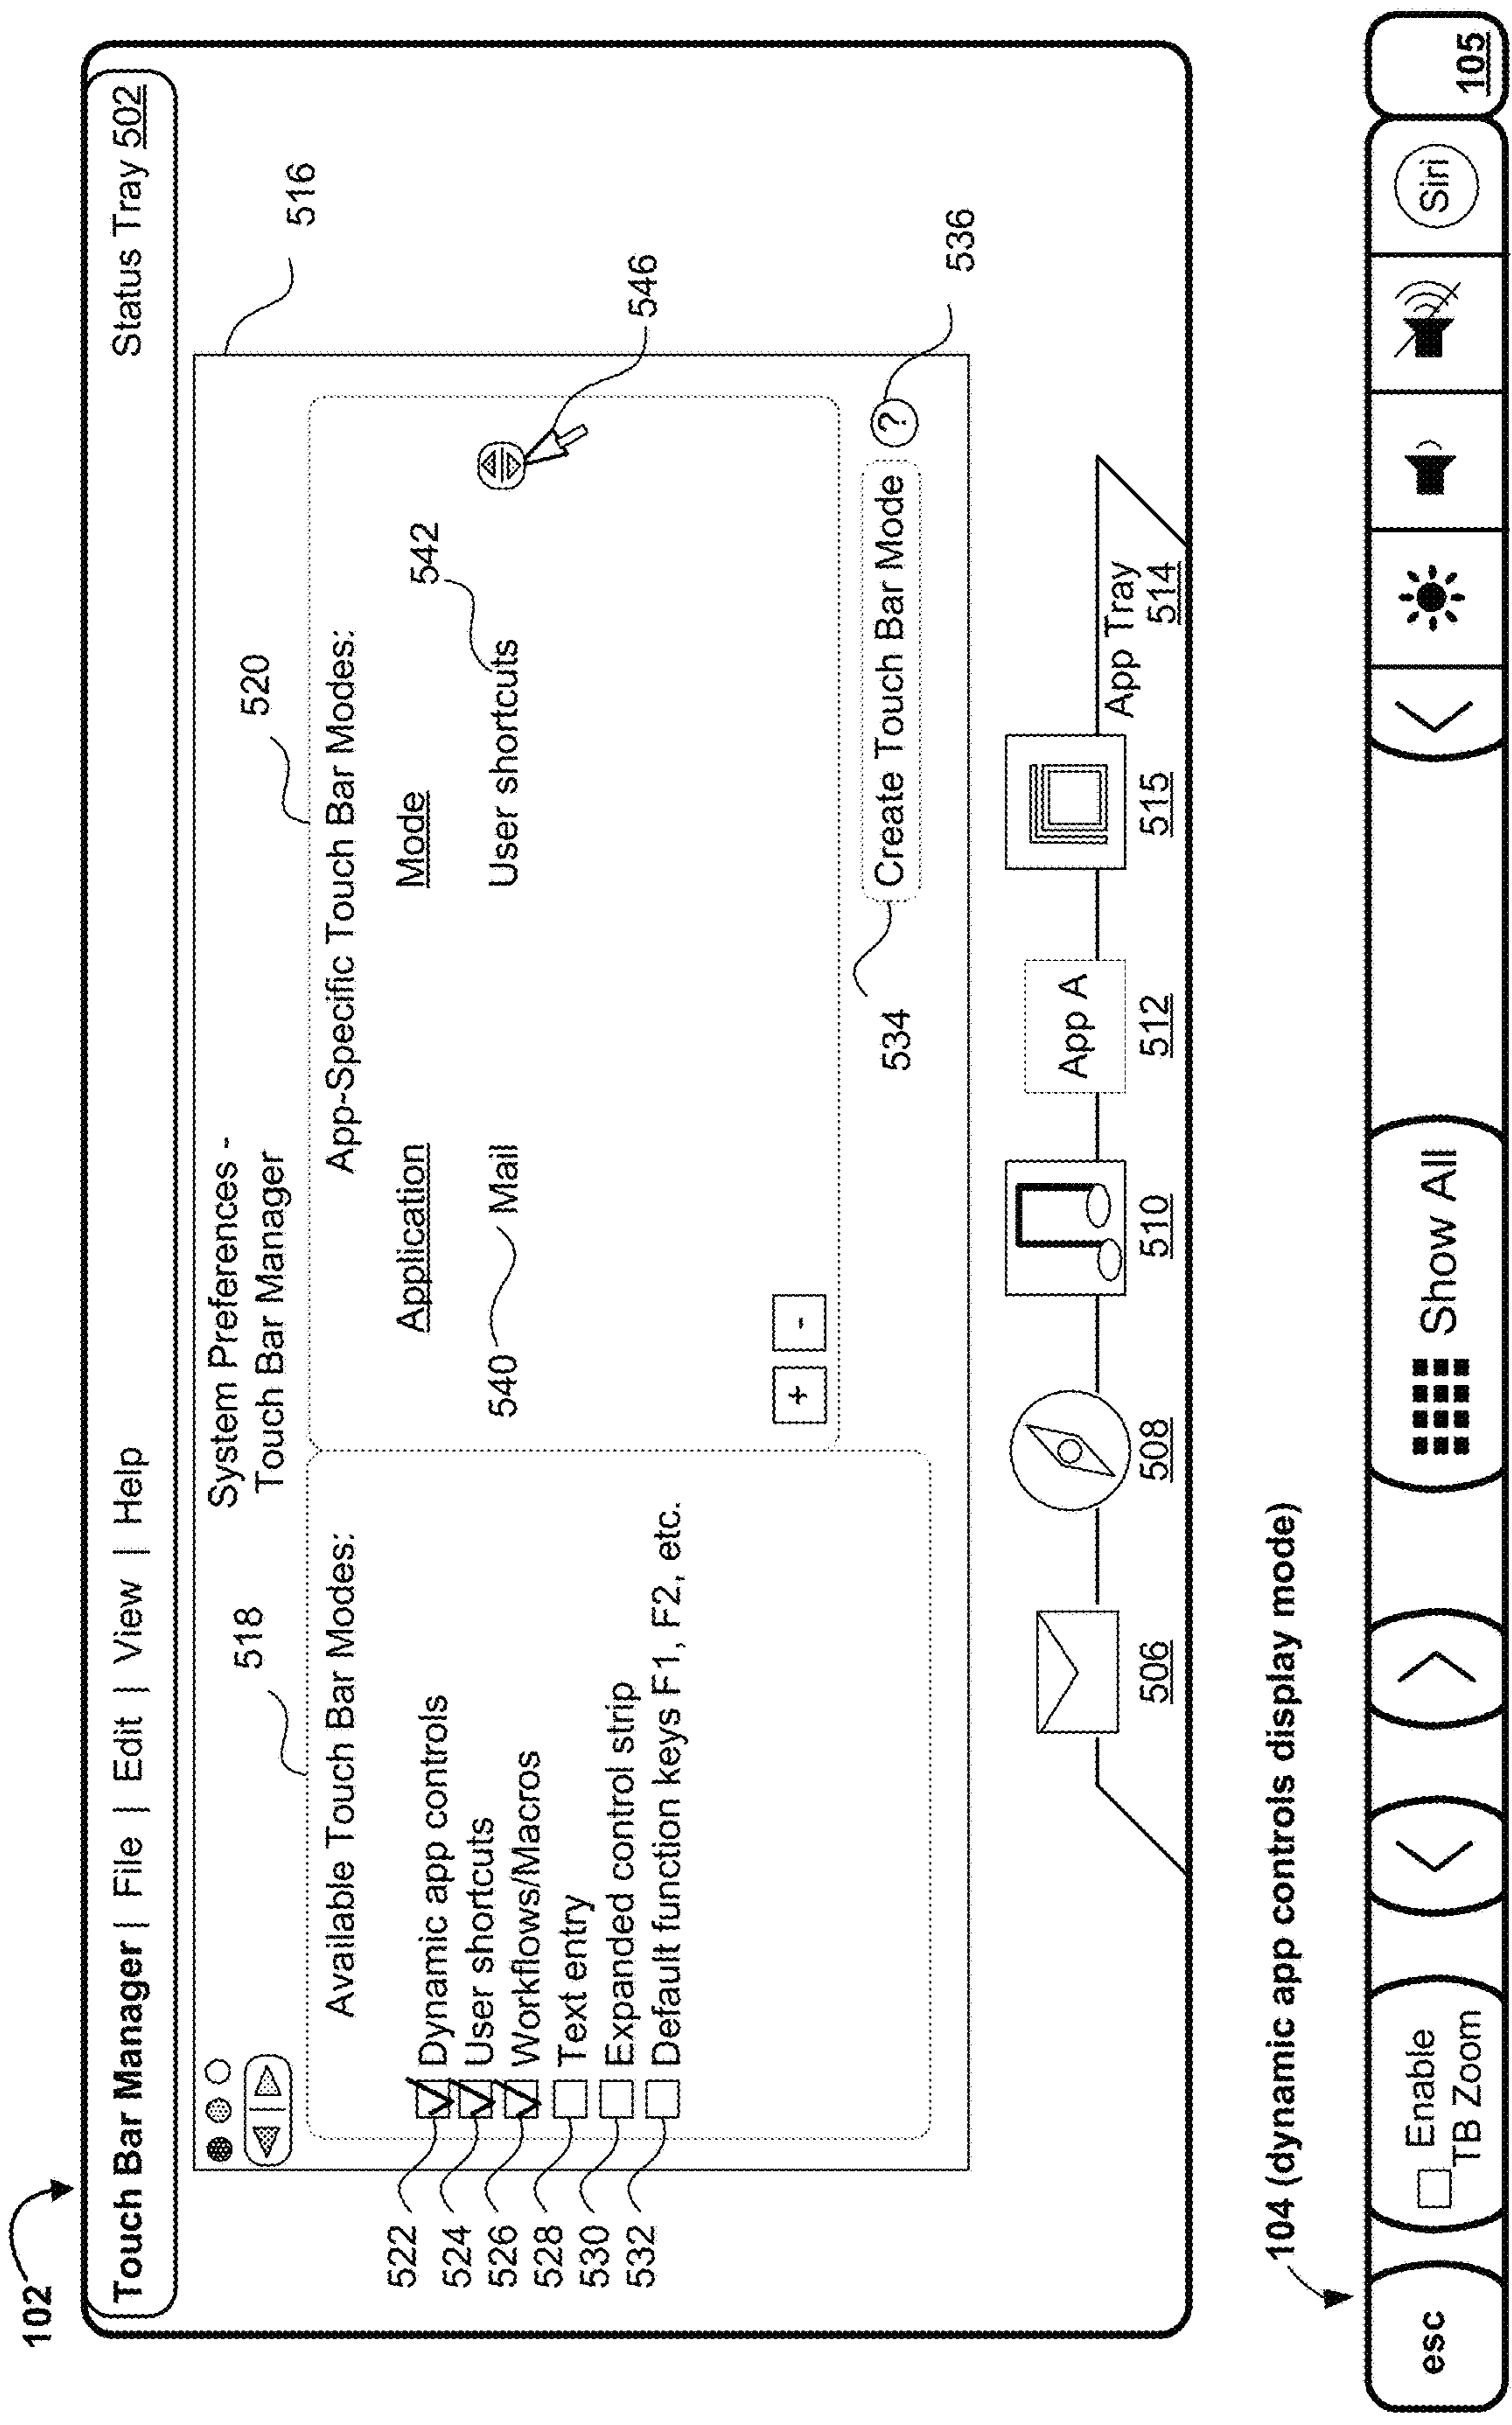 102
Touch Bar Manager | File | Edit | View | Help
Status Tray 502
System Preferences -
Touch Bar Manager
516
518
Available Touch Bar Modes:
522
Dynamic app controls
524
User shortcuts
526
Workflows/Macros
528
Text entry
530
Expanded control strip
532
Default function keys F1, F2, etc.
520
App-Specific Touch Bar Modes:
Application
Mode
540
Mail
542
User shortcuts
546
+
-
534
Create Touch Bar Mode
?
536
506
508
510
App A
512
515
App Tray
514
104 (dynamic app controls display mode)
esc
Enable
TB Zoom
Show All
Siri
105